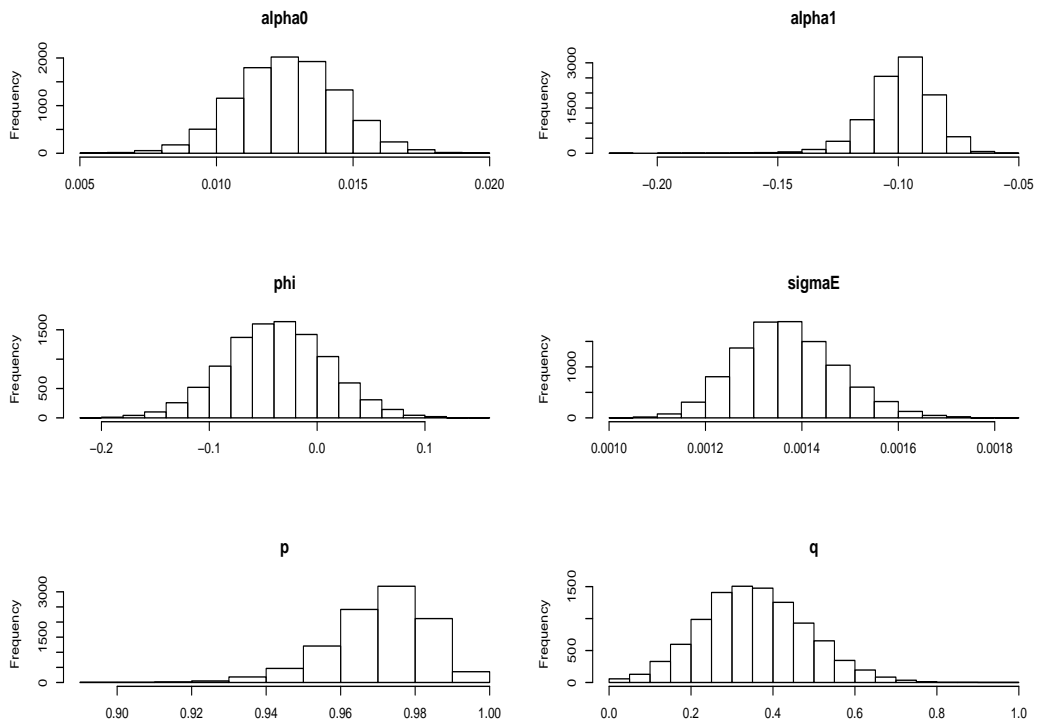 alpha0
Frequency
0 1000 2000
0.005 0.010 0.015 0.020
alpha1
Frequency
0 1500 3000
−0.20 −0.15 −0.10 −0.05
phi
Frequency
0 500 1500
−0.2 −0.1 0.0 0.1
sigmaE
Frequency
0 1000
0.0010 0.0012 0.0014 0.0016 0.0018
p
Frequency
0 1500 3000
0.90 0.92 0.94 0.96 0.98 1.00
q
Frequency
0 500 1500
0.0 0.2 0.4 0.6 0.8 1.0